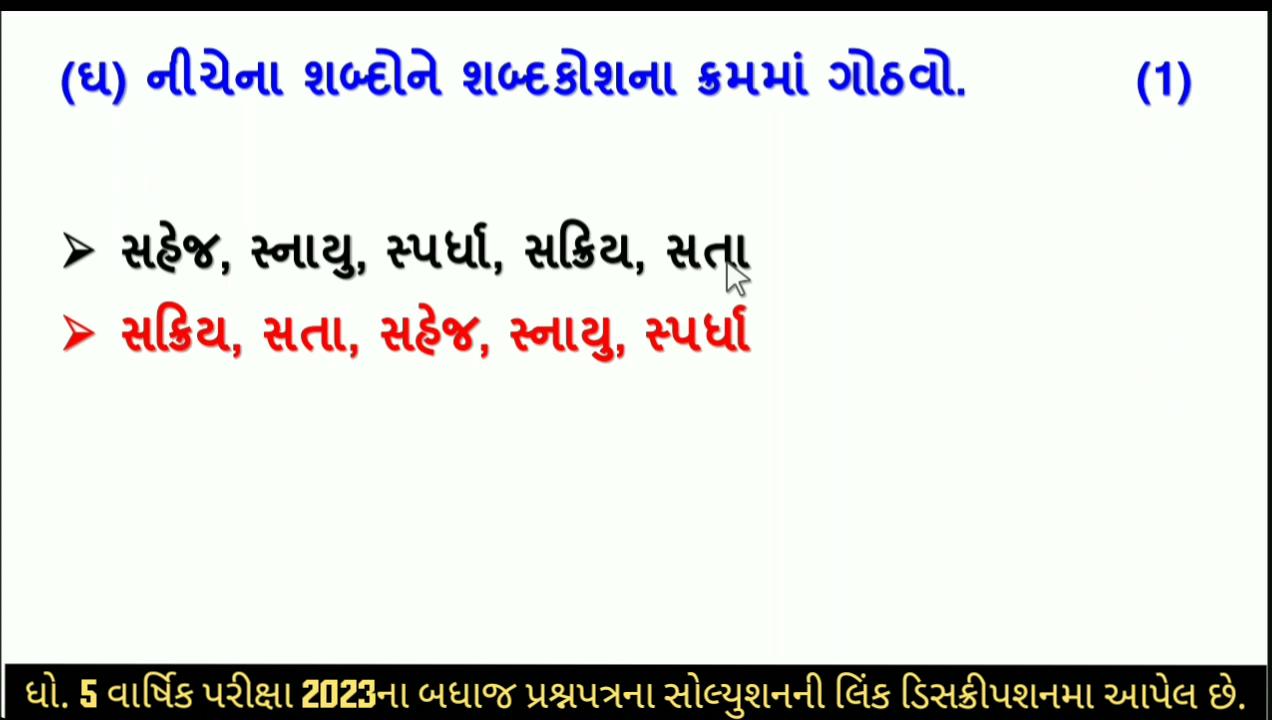 (ઘ) નીચેના શબ્દોને શબ્દકોશના ક્રમમાં ગોઠવો. (1)
➢ સહેજ, સ્નાયુ, સ્પર્ધા, સક્રિય, સતા
➢ સક્રિય, સતા, સહેજ, સ્નાયુ, સ્પર્ધા
ધો. 5 વાર્ષિક પરીક્ષા 2023ના બધાજ પ્રશ્નપત્રના સોલ્યુશનની લિંક ડિસક્રીપશનમા આપેલ છે.